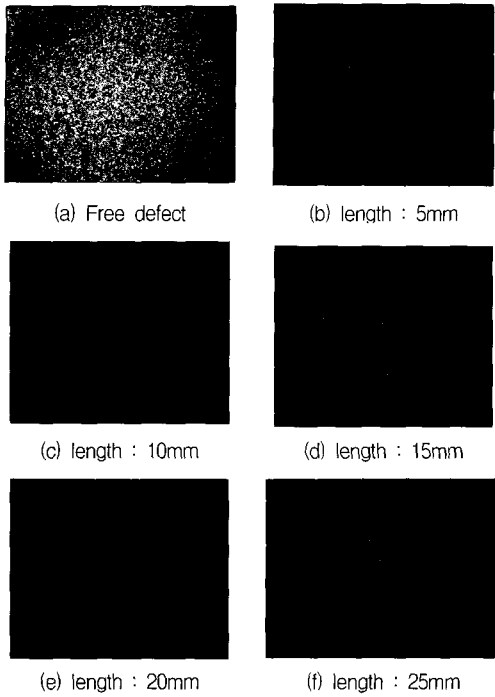 (a) Free defect
(b) length : 5mm
(c) length : 10mm
(d) length : 15mm
(e) length : 20mm
(f) length : 25mm